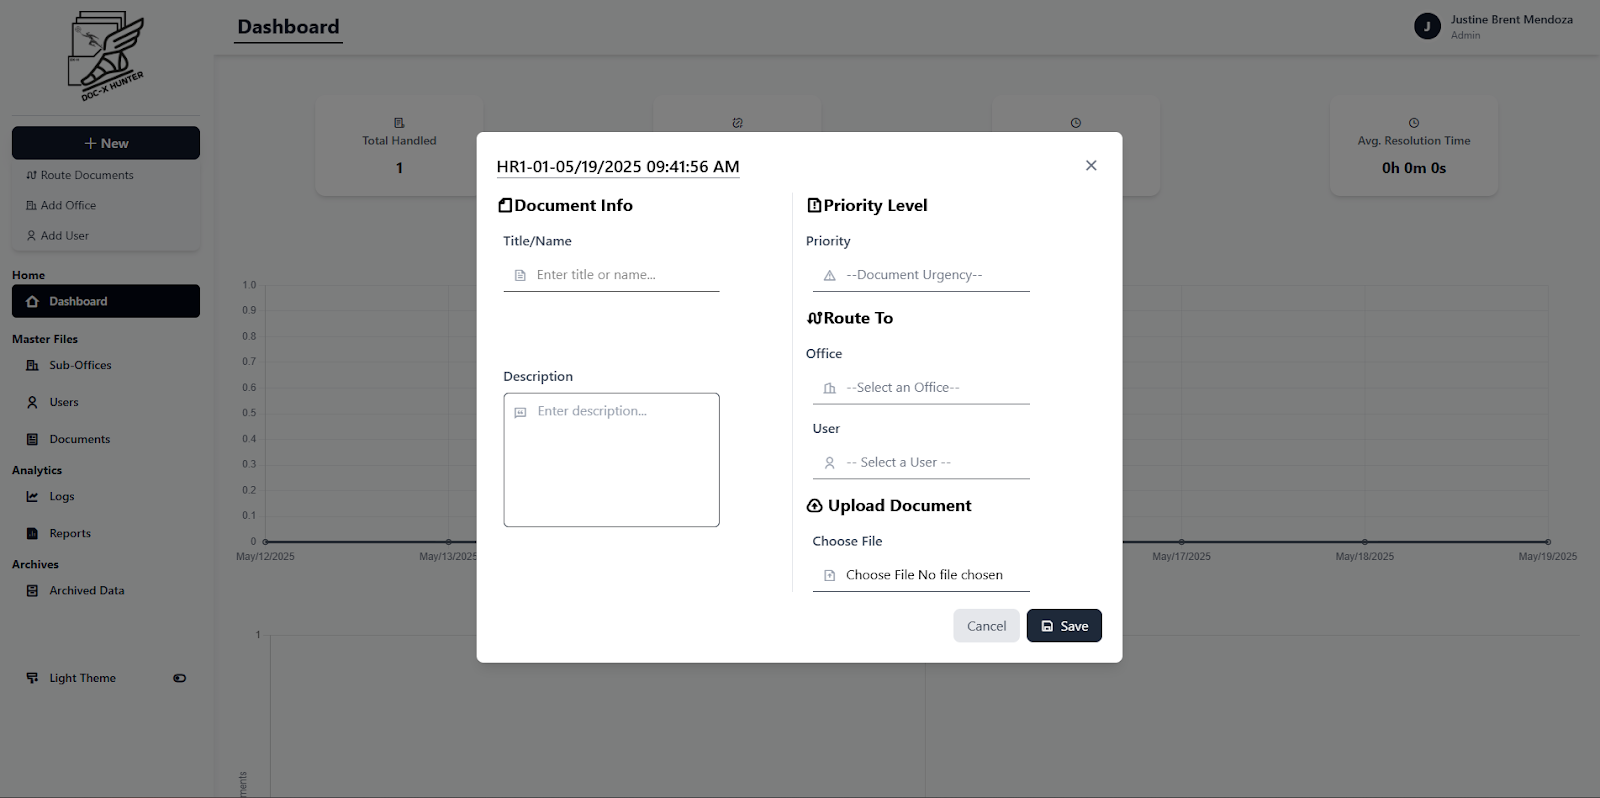 DOC-X HUNTER
Dashboard
J
Justine Brent Mendoza
Admin
+ New
Route Documents
Add Office
Add User
Home
Dashboard
Master Files
Sub-Offices
Users
Documents
Analytics
Logs
Reports
Archives
Archived Data
Light Theme
Total Handled
1
Avg. Resolution Time
0h 0m 0s
1.0
0.9
0.8
0.7
0.6
0.5
0.4
0.3
0.2
0.1
0
May/12/2025
May/13/2025
May/17/2025
May/18/2025
May/19/2025
1
ments
HR1-01-05/19/2025 09:41:56 AM
Document Info
Title/Name
Enter title or name...
Description
Enter description...
Priority Level
Priority
--Document Urgency--
Route To
Office
--Select an Office--
User
-- Select a User --
Upload Document
Choose File
Choose File No file chosen
Cancel
Save